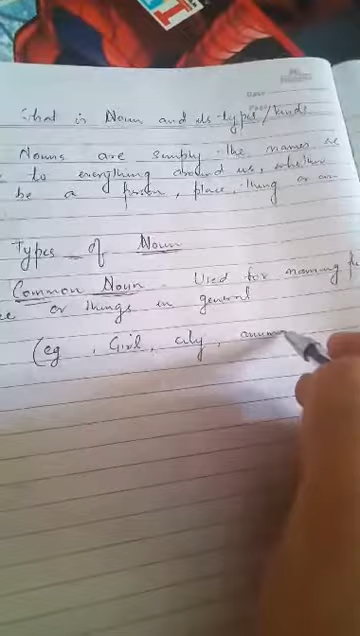 What is Noun and its types/kinds
Nouns are simply the names
to everything around us, whether
be a person, place, thing or an
Types of Noun
Common Noun - Used for naming
or things in general
(eg , Girl, city,